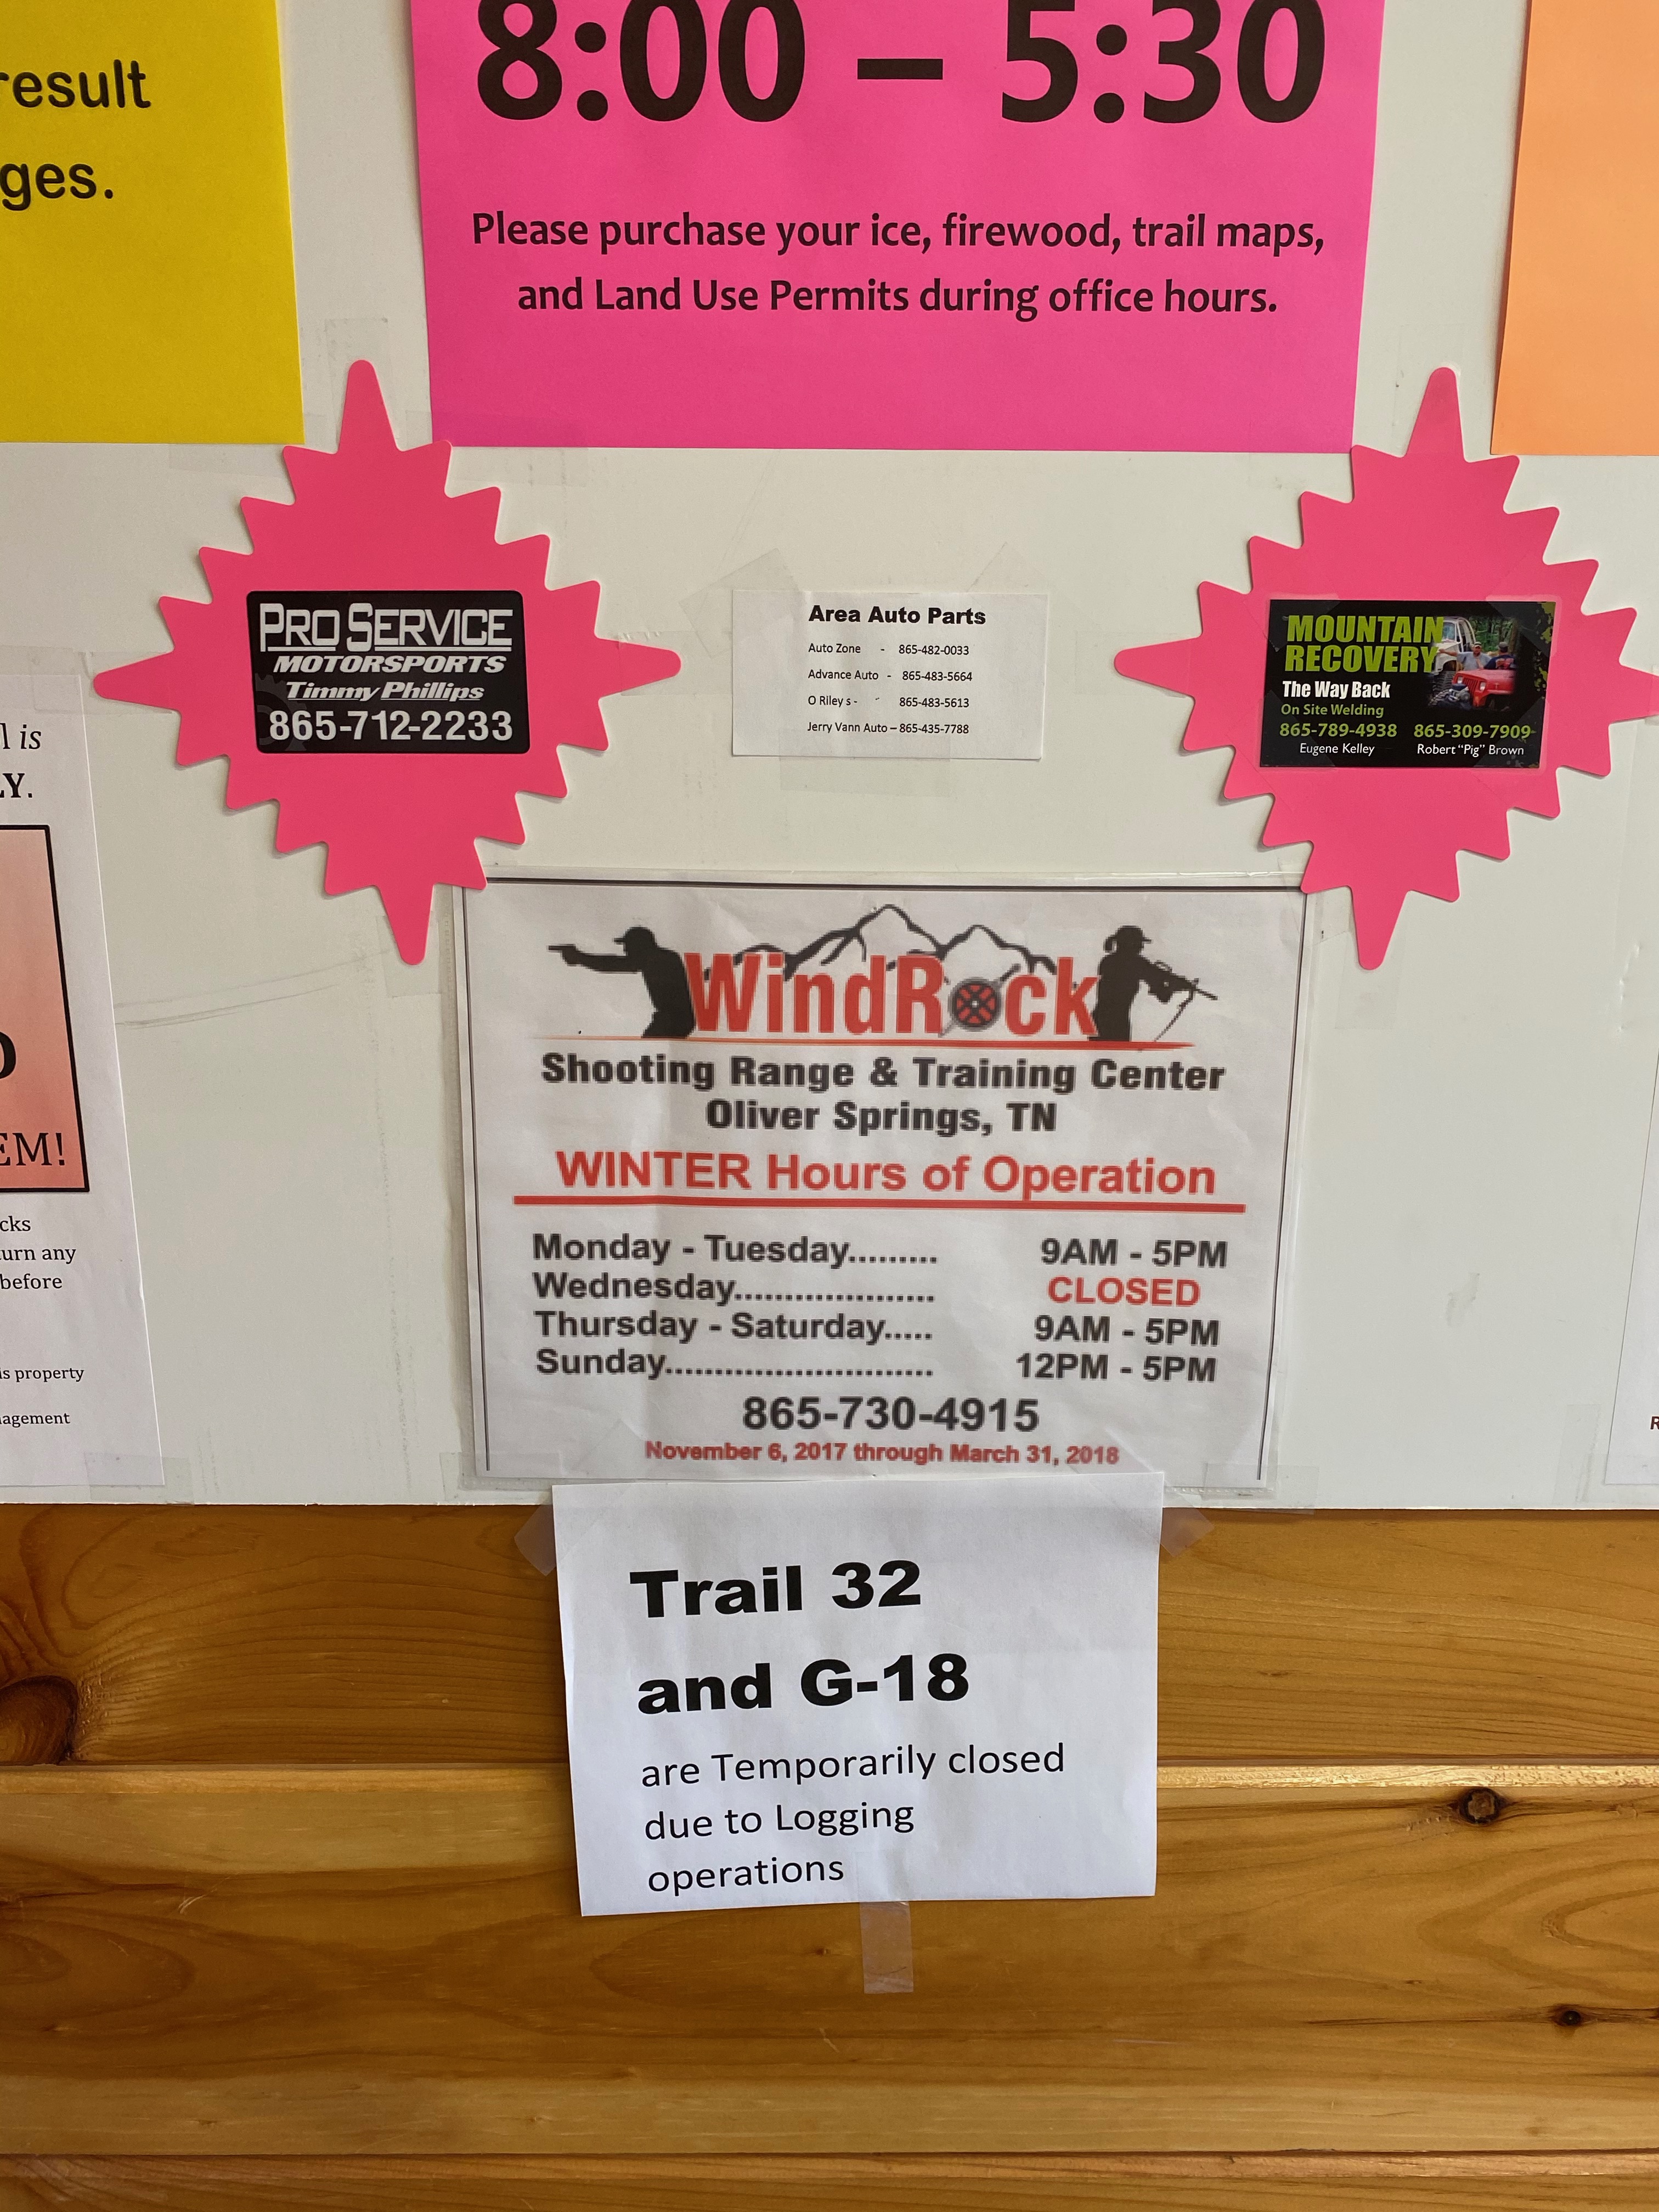 result
ges.
8:00 – 5:30
Please purchase your ice, firewood, trail maps,
and Land Use Permits during office hours.
PRO SERVICE
MOTORSPORTS
Timmy Phillips
865-712-2233
Area Auto Parts
Auto Zone - 865-482-0033
Advance Auto - 865-483-5664
O Riley s - 865-483-5613
Jerry Vann Auto – 865-435-7788
MOUNTAIN
RECOVERY
The Way Back
On Site Welding
865-789-4938 865-309-7909
Eugene Kelley Robert "Pig" Brown
l is
LY.
O
EM!
cks
urn any
before
is property
nagement
WindRock
Shooting Range & Training Center
Oliver Springs, TN
WINTER Hours of Operation
Monday - Tuesday......... 9AM - 5PM
Wednesday.................... CLOSED
Thursday - Saturday..... 9AM - 5PM
Sunday........................... 12PM - 5PM
865-730-4915
November 6, 2017 through March 31, 2018
R
Trail 32
and G-18
are Temporarily closed
due to Logging
operations